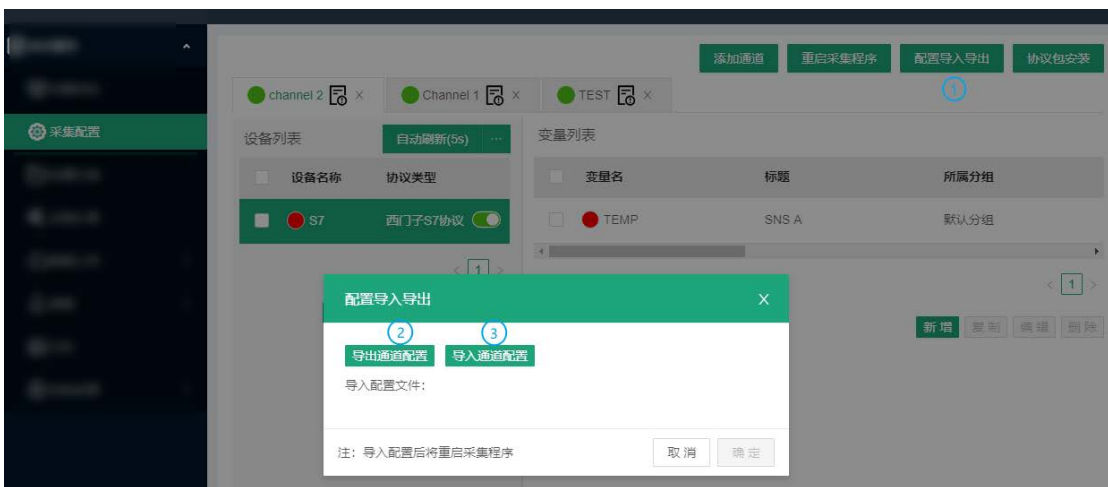 添加通道 重启采集程序 配置导入导出 协议包安装
①
channel 2 × Channel 1 × TEST ×
采集配置
设备列表 自动刷新(5s) ... 变量列表
设备名称 协议类型 变量名 标题 所属分组
S7 西门子S7协议 TEMP SNS A 默认分组
< 1 >
< 1 >
配置导入导出 X
② ③
导出通道配置 导入通道配置
导入配置文件：
新增 复制 编辑 删除
注：导入配置后将重启采集程序 取消 确定